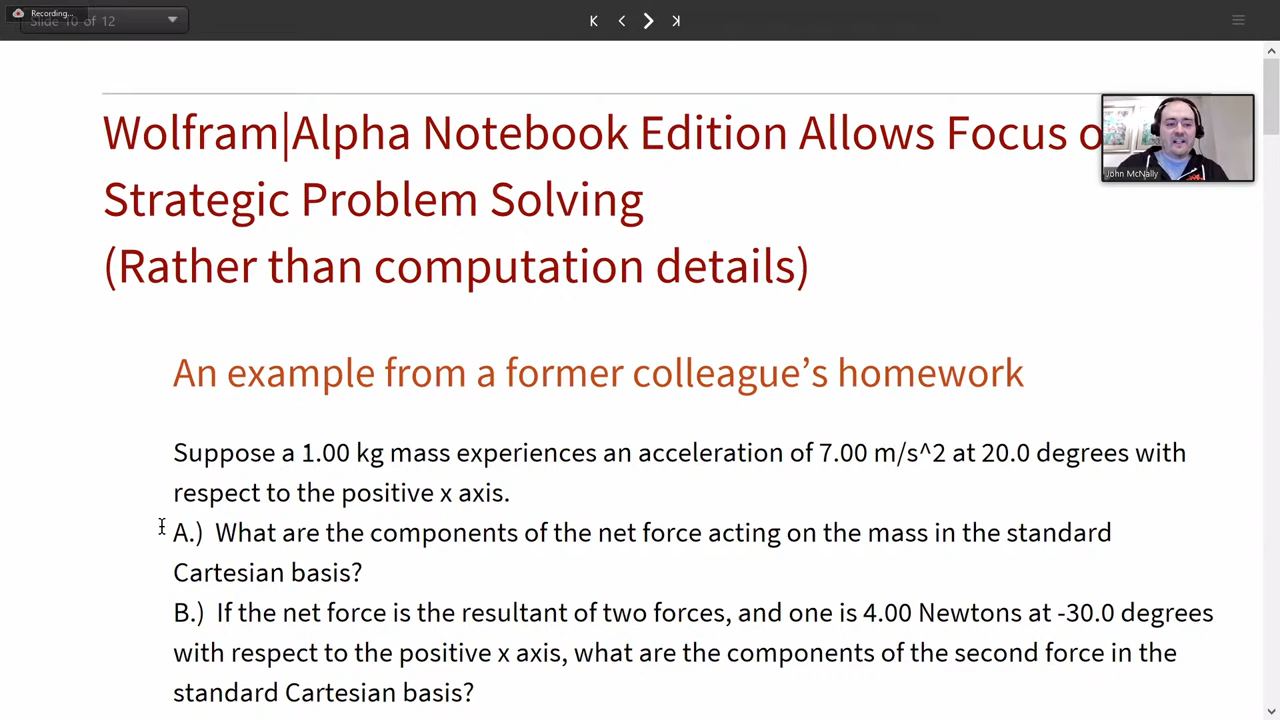 Recording...
Slide 10 of 12
Wolfram|Alpha Notebook Edition Allows Focus o
Strategic Problem Solving
(Rather than computation details)
John McNally
An example from a former colleague's homework
Suppose a 1.00 kg mass experiences an acceleration of 7.00 m/s^2 at 20.0 degrees with
respect to the positive x axis.
A.) What are the components of the net force acting on the mass in the standard
Cartesian basis?
B.) If the net force is the resultant of two forces, and one is 4.00 Newtons at -30.0 degrees
with respect to the positive x axis, what are the components of the second force in the
standard Cartesian basis?